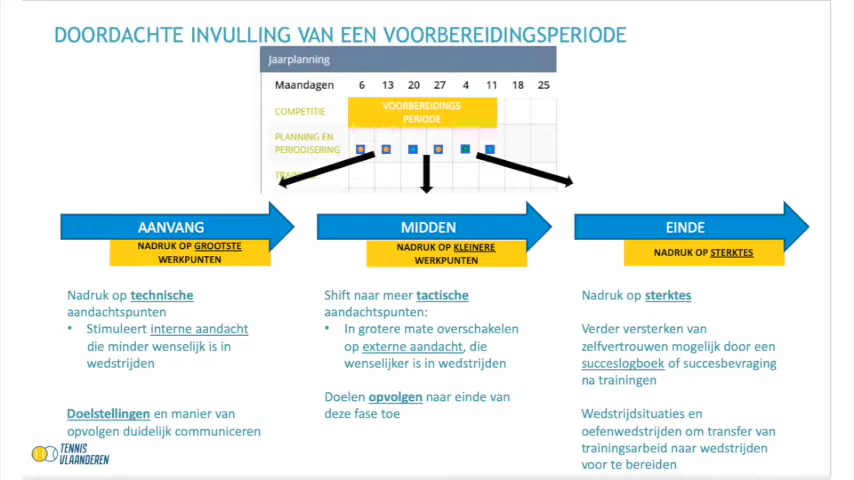 DOORDACHTE INVULLING VAN EEN VOORBEREIDINGSPERIODE
Jaarplanning
Maandagen 6 13 20 27 4 11 18 25
COMPETITIE
VOORBEREIDINGS
PERIODE
PLANNING EN
PERIODISERING
AANVANG
NADRUK OP GROOTSTE
WERKPUNTEN
Nadruk op technische
aandachtspunten
• Stimuleert interne aandacht
die minder wenselijk is in
wedstrijden
Doelstellingen en manier van
opvolgen duidelijk communiceren
MIDDEN
NADRUK OP KLEINERE
WERKPUNTEN
Shift naar meer tactische
aandachtspunten:
• In grotere mate overschakelen
op externe aandacht, die
wenselijker is in wedstrijden
Doelen opvolgen naar einde van
deze fase toe
EINDE
NADRUK OP STERKTES
Nadruk op sterktes
Verder versterken van
zelfvertrouwen mogelijk door een
succeslogboek of succesbevraging
na trainingen
Wedstrijdsituaties en
oefenwedstrijden om transfer van
trainingsarbeid naar wedstrijden
voor te bereiden
TENNIS
VLAANDEREN